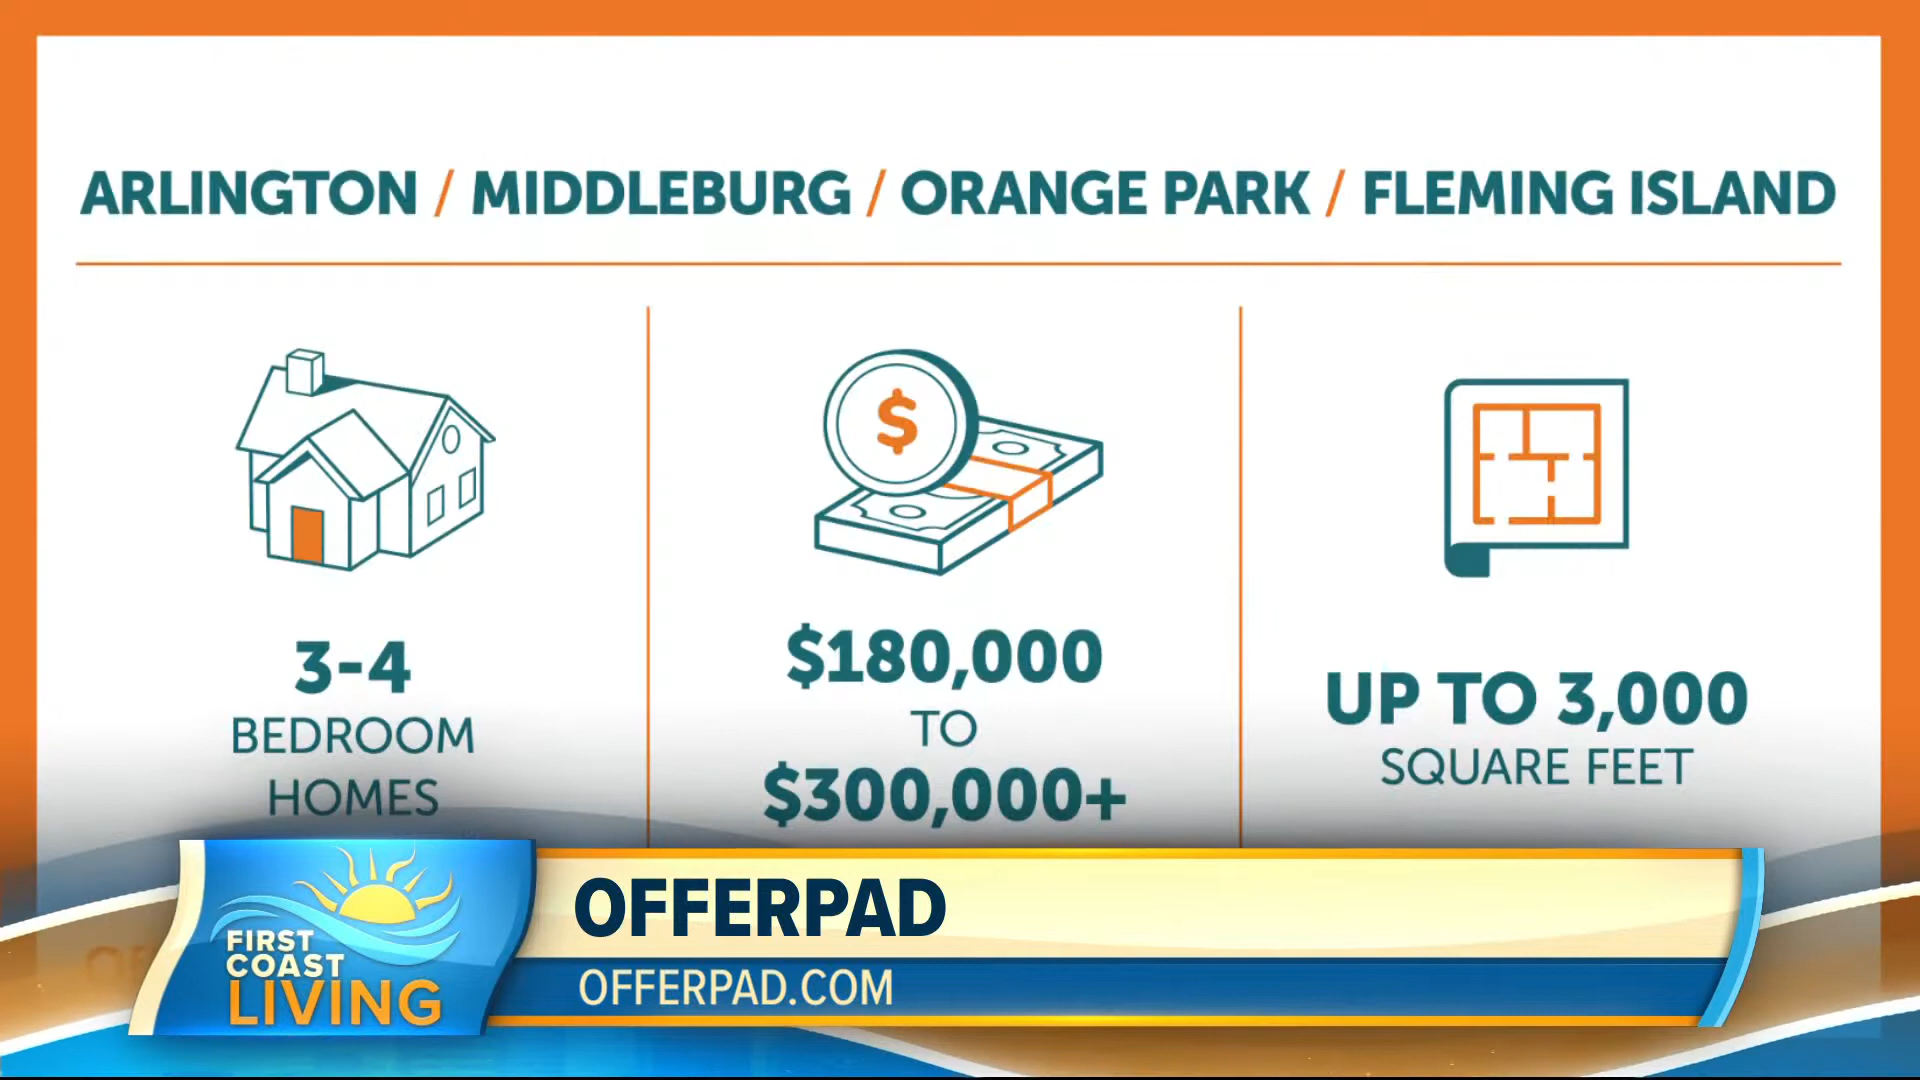 ARLINGTON / MIDDLEBURG / ORANGE PARK / FLEMING ISLAND
$
3-4
BEDROOM
HOMES
$180,000
TO
$300,000+
UP TO 3,000
SQUARE FEET
FIRST
COAST
LIVING
OFFERPAD
OFFERPAD.COM